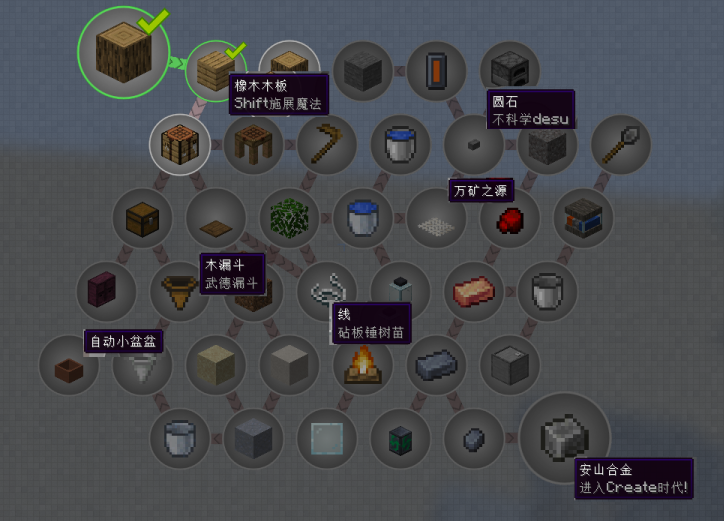 橡木木板
Shift施展魔法
圆石
不科学desu
万矿之源
木漏斗
武德漏斗
线
砧板锤树苗
自动小盆盆
安山合金
进入Create时代!